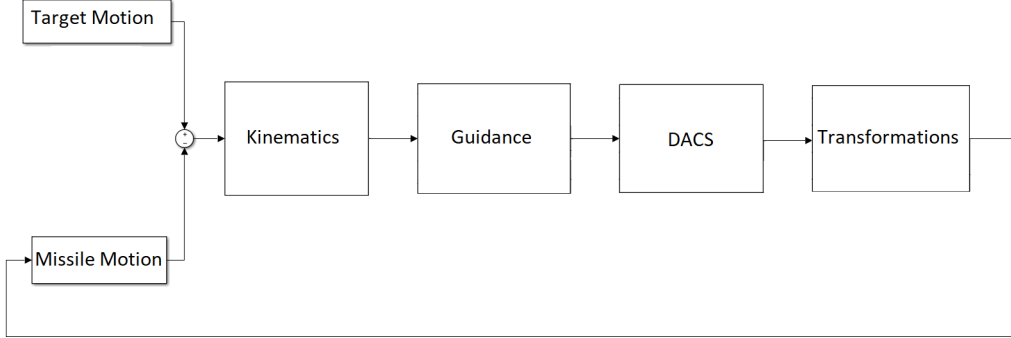 Target Motion
+
−
Kinematics
Guidance
DACS
Transformations
Missile Motion